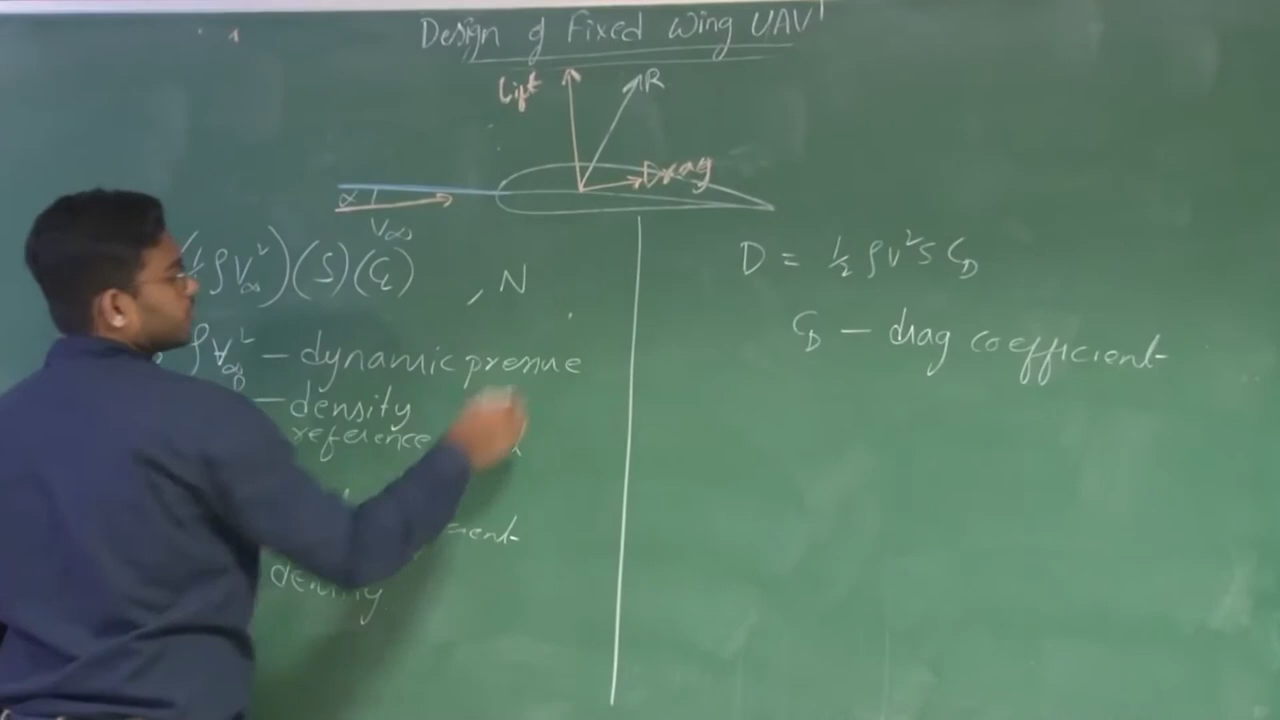 Design of Fixed Wing UAV
Lift
R
Drag
α
V∞
(½ ρV∞²)(S)(C_L) , N
ρV∞² — dynamic pressure
— density
reference
density
D = ½ ρV²S C_D
C_D — drag coefficient